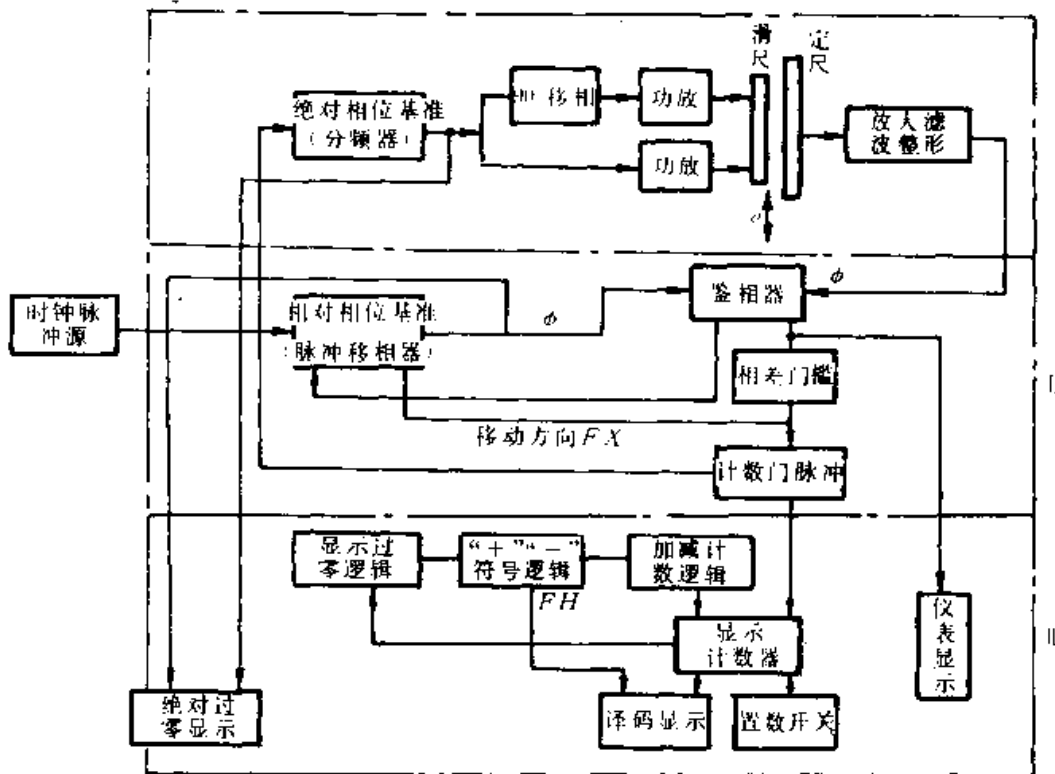 滑尺
定尺
移相
功放
绝对相位基准
(分频器)
放大滤
波整形
功放
时钟脉
冲源
相对相位基准
(脉冲移相器)
Φ
鉴相器
Φ
相差门槛
移动方向FX
计数门脉冲
显示过
零逻辑
“+”“−”
符号逻辑
加减计
数逻辑
FH
显示
计数器
仪表显示
绝对过
零显示
译码显示
置数开关